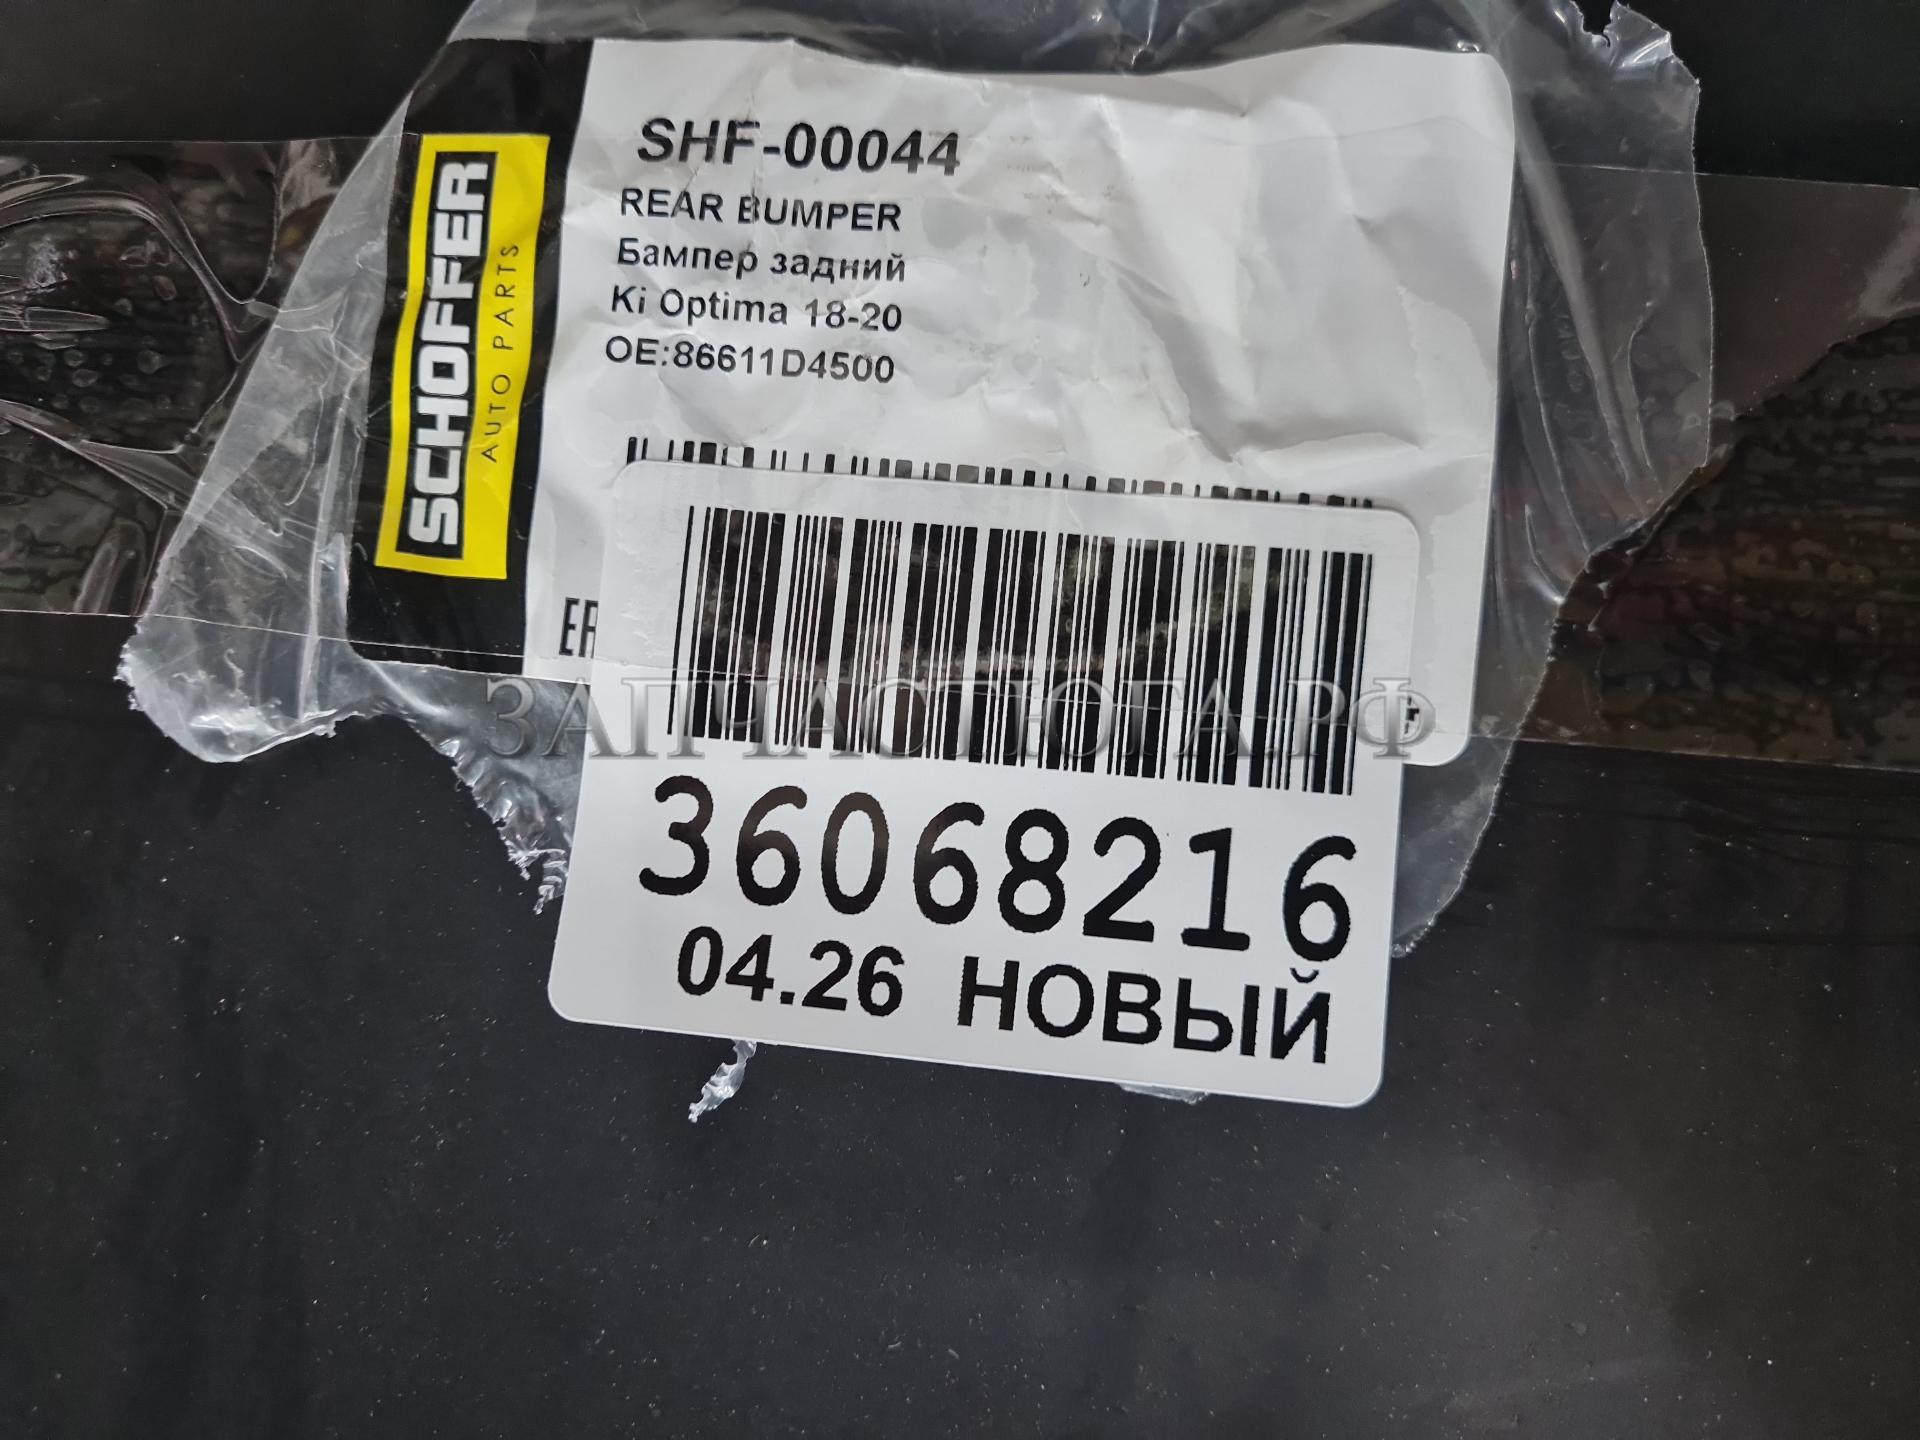 SCHOFFER
AUTO PARTS
SHF-00044
REAR BUMPER
Бампер задний
Ki Optima 18-20
OE:86611D4500
ЗАПЧАСТЮГА.РФ
36068216
04.26 НОВЫЙ